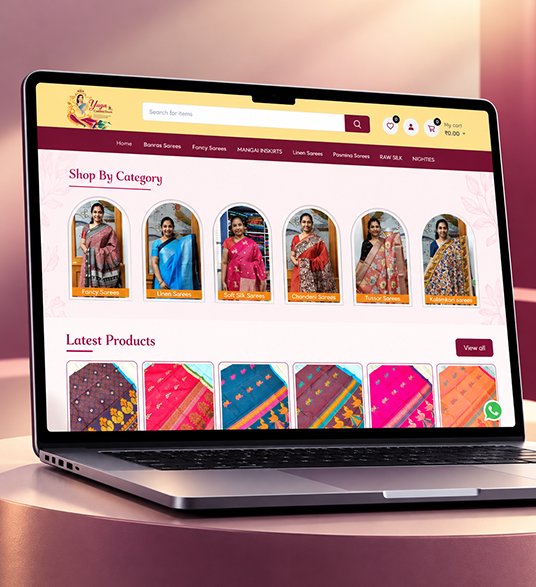 Yuga
Search for items
0
0
My cart
₹0.00
Home
Banras Sarees
Fancy Sarees
MANGAI INSKIRTS
Linen Sarees
Posmina Sarees
RAW SILK
NIGHTIES
Shop By Category
Fancy Sarees
Linen Sarees
Soft Silk Sarees
Chanderi Sarees
Tussar Sarees
Kalamkari sarees
Latest Products
View all